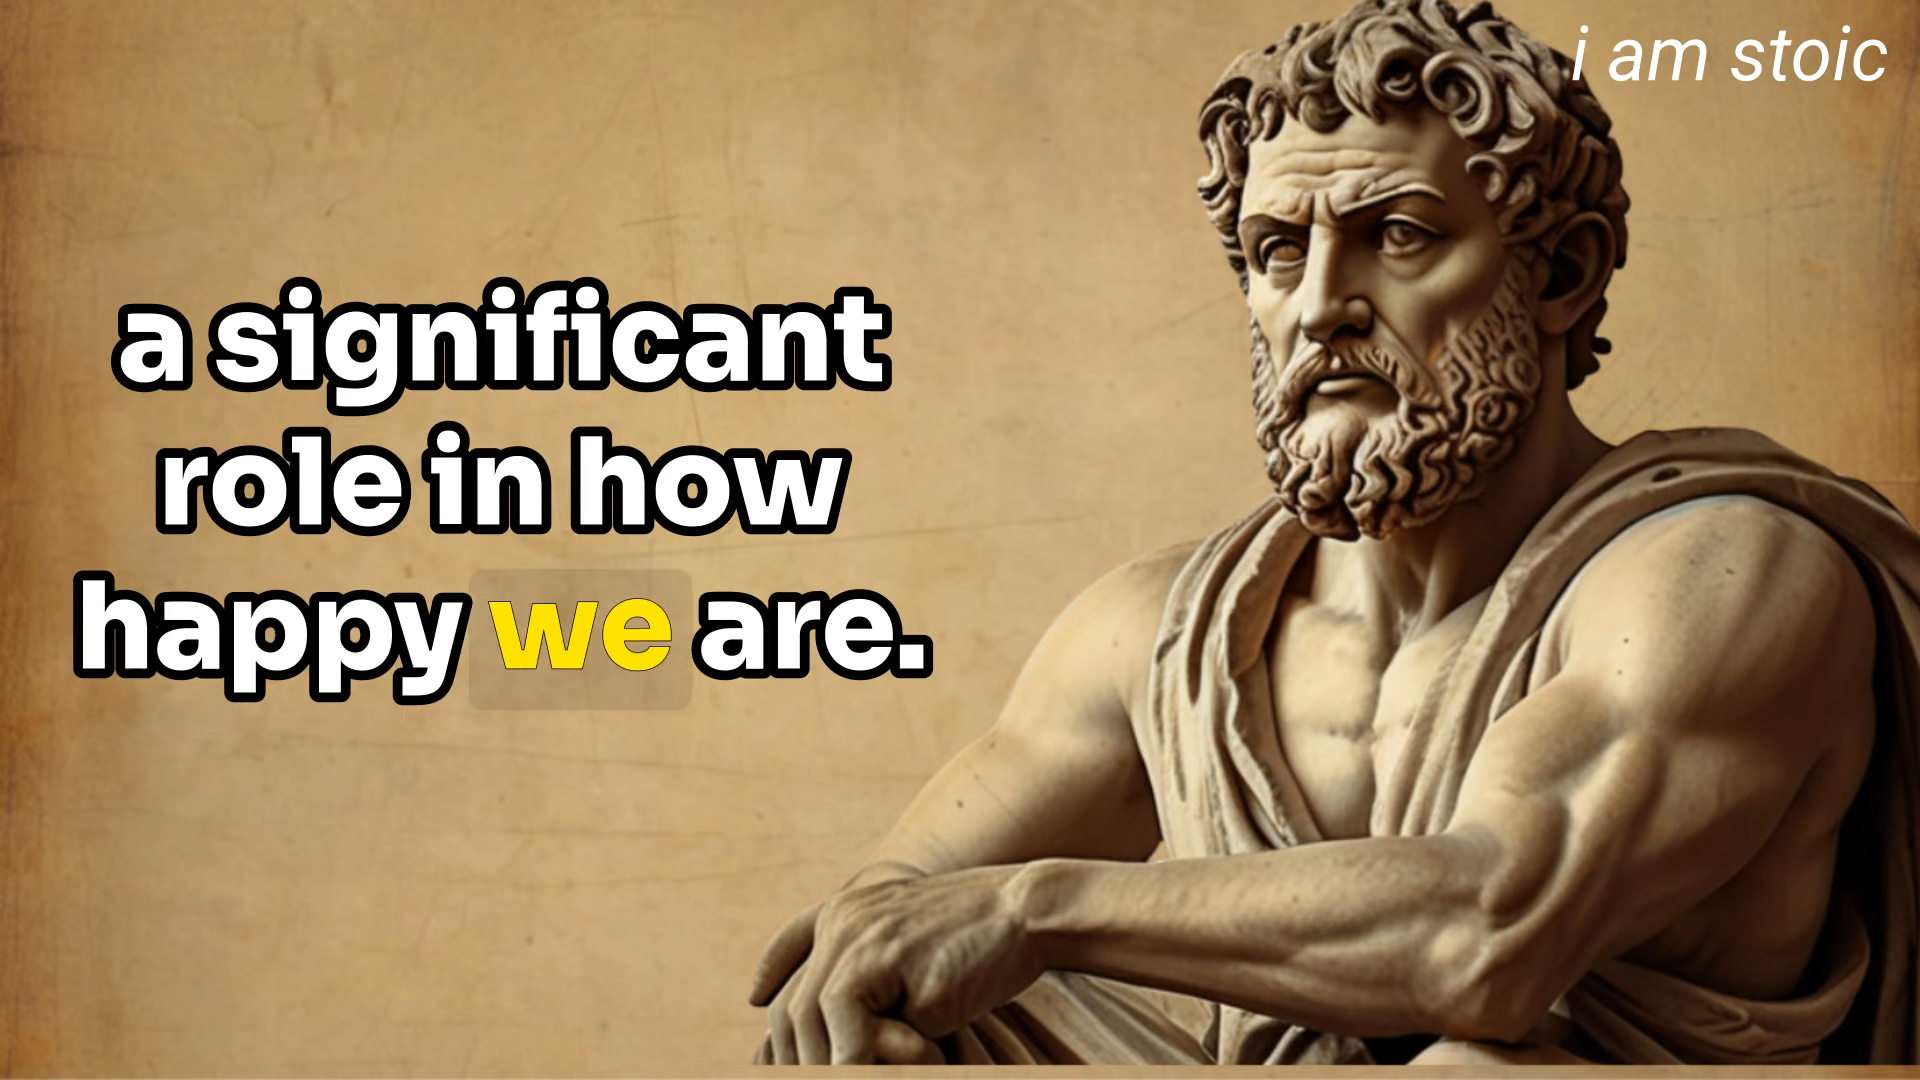 i am stoic
a significant
role in how
happy we are.